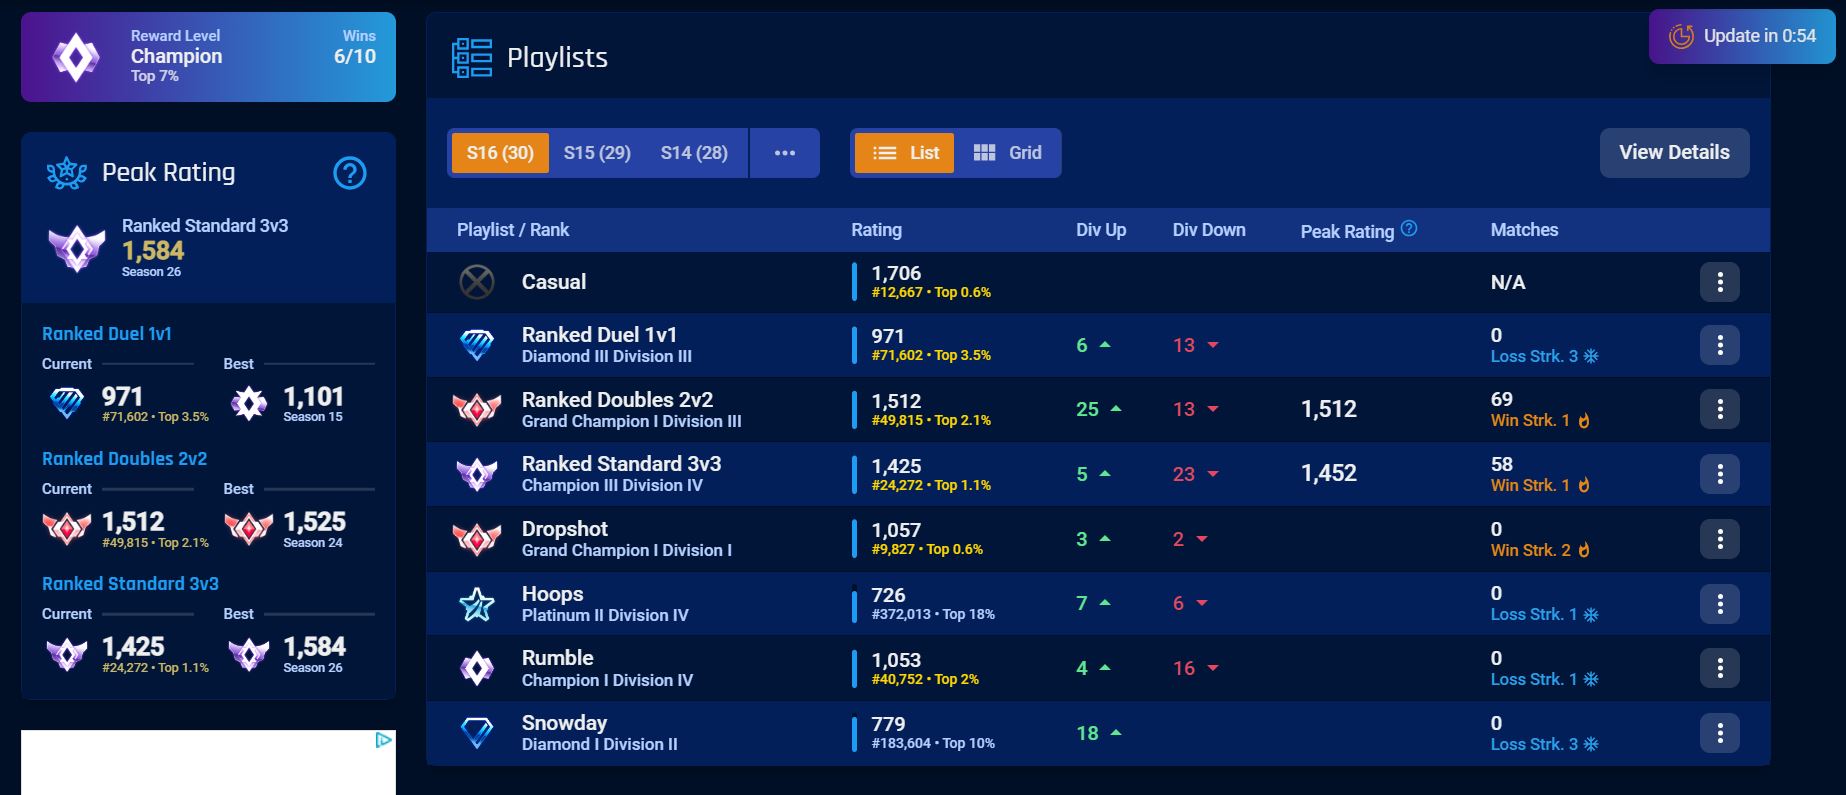 Reward Level
Wins
Champion
6/10
Top 7%
Peak Rating
Ranked Standard 3v3
1,584
Season 26
Ranked Duel 1v1
Current
Best
971
#71,602 • Top 3.5%
1,101
Season 15
Ranked Doubles 2v2
Current
Best
1,512
#49,815 • Top 2.1%
1,525
Season 24
Ranked Standard 3v3
Current
Best
1,425
#24,272 • Top 1.1%
1,584
Season 26
Playlists
Update in 0:54
S16 (30)
S15 (29)
S14 (28)
•••
List
Grid
View Details
Playlist / Rank
Rating
Div Up
Div Down
Peak Rating
Matches
Casual
1,706
#12,667 • Top 0.6%
N/A
Ranked Duel 1v1
Diamond III Division III
971
#71,602 • Top 3.5%
6
13
0
Loss Strk. 3
Ranked Doubles 2v2
Grand Champion I Division III
1,512
#49,815 • Top 2.1%
25
13
1,512
69
Win Strk. 1
Ranked Standard 3v3
Champion III Division IV
1,425
#24,272 • Top 1.1%
5
23
1,452
58
Win Strk. 1
Dropshot
Grand Champion I Division I
1,057
#9,827 • Top 0.6%
3
2
0
Win Strk. 2
Hoops
Platinum II Division IV
726
#372,013 • Top 18%
7
6
0
Loss Strk. 1
Rumble
Champion I Division IV
1,053
#40,752 • Top 2%
4
16
0
Loss Strk. 1
Snowday
Diamond I Division II
779
#183,604 • Top 10%
18
0
Loss Strk. 3